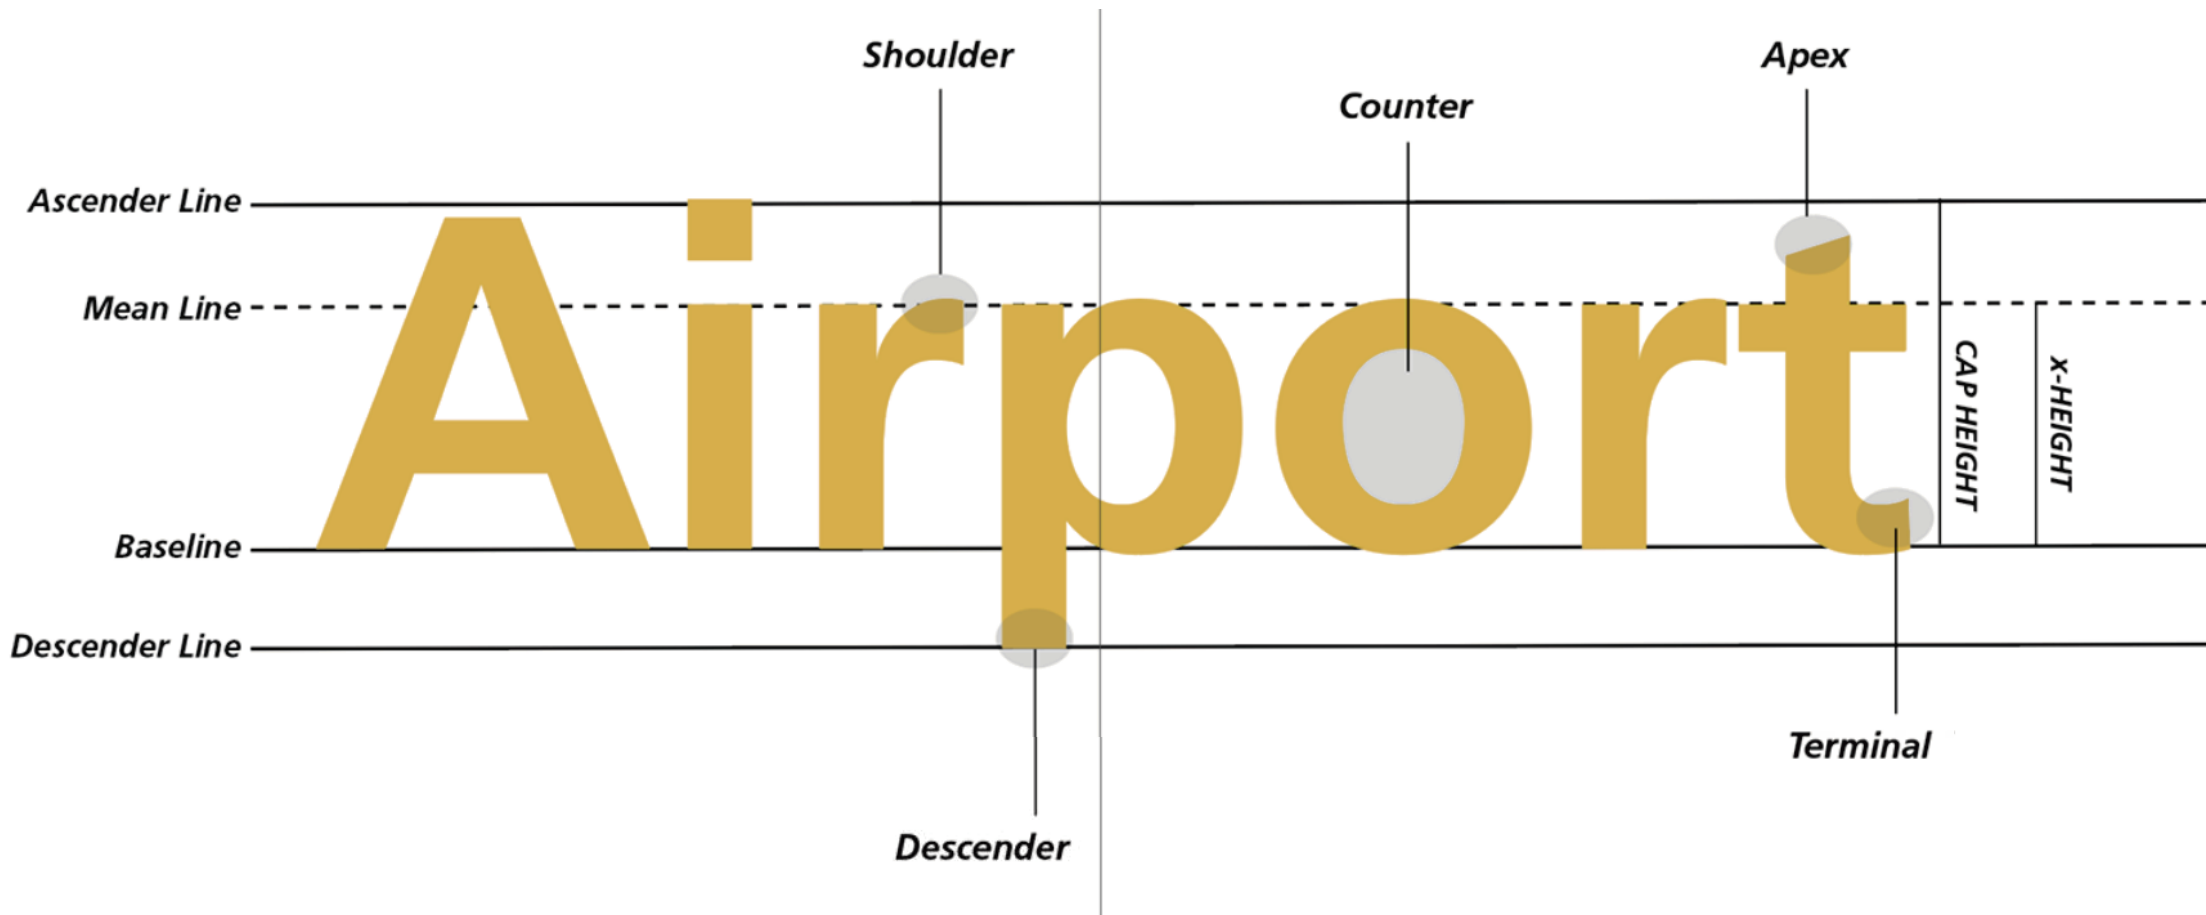 Shoulder
Apex
Counter
Ascender Line
Mean Line
Airport
CAP HEIGHT
x-HEIGHT
Baseline
Descender Line
Terminal
Descender